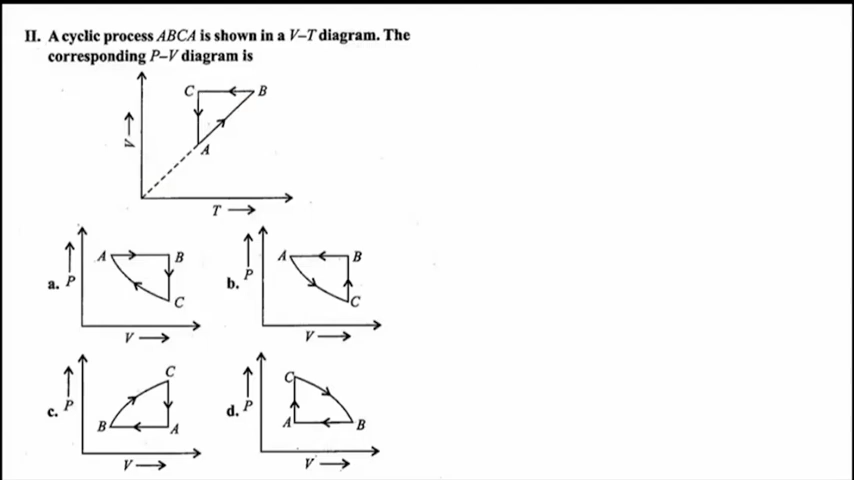 II. A cyclic process ABCA is shown in a V–T diagram. The
corresponding P–V diagram is
C
B
V
A
T
a. P
A
B
C
V
b. P
A
B
C
V
c. P
C
B
A
V
d. P
C
A
B
V